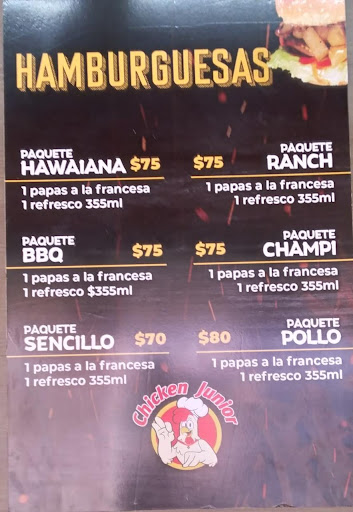 HAMBURGUESAS
PAQUETE
HAWAIANA $75
1 papas a la francesa
1 refresco 355ml
PAQUETE
$75 RANCH
1 papas a la francesa
1 refresco 355ml
PAQUETE
BBQ $75
1 papas a la francesa
1 refresco $355ml
PAQUETE
$75 CHAMPI
1 papas a la francesa
1 refresco 355ml
PAQUETE
SENCILLO $70
1 papas a la francesa
1 refresco 355ml
PAQUETE
$80 POLLO
1 papas a la francesa
1 refresco 355ml
Chicken Junior